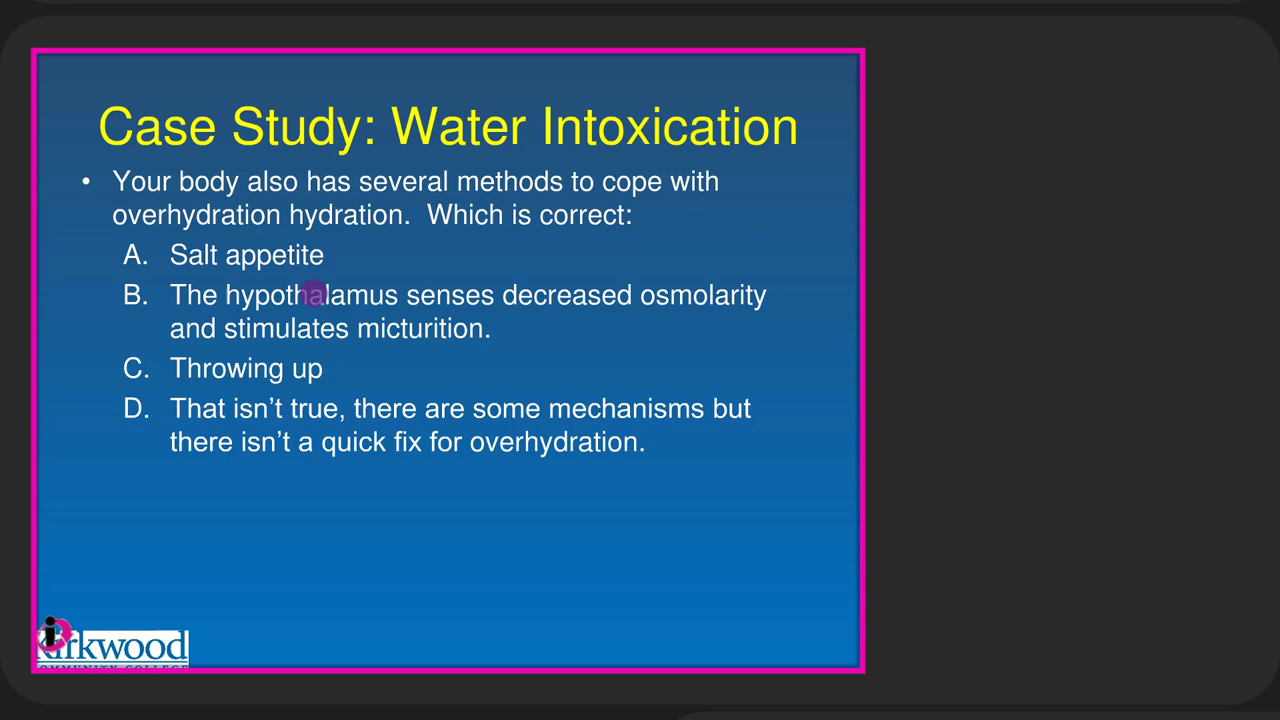 Case Study: Water Intoxication
• Your body also has several methods to cope with
overhydration hydration.  Which is correct:
A. Salt appetite
B. The hypothalamus senses decreased osmolarity
and stimulates micturition.
C. Throwing up
D. That isn’t true, there are some mechanisms but
there isn’t a quick fix for overhydration.
Kirkwood
COMMUNITY COLLEGE